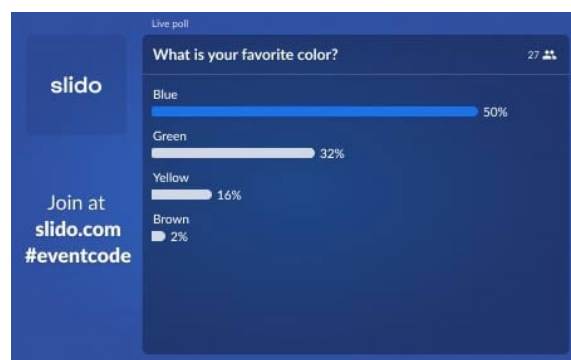 Live poll
slido
What is your favorite color?
27
Blue
50%
Green
32%
Yellow
16%
Brown
2%
Join at
slido.com
#eventcode